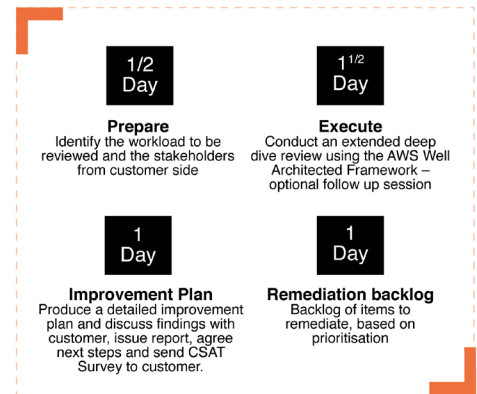 1/2
Day
Prepare
Identify the workload to be
reviewed and the stakeholders
from customer side
1 1/2
Day
Execute
Conduct an extended deep
dive review using the AWS Well
Architected Framework –
optional follow up session
1
Day
Improvement Plan
Produce a detailed improvement
plan and discuss findings with
customer, issue report, agree
next steps and send CSAT
Survey to customer.
1
Day
Remediation backlog
Backlog of items to
remediate, based on
prioritisation